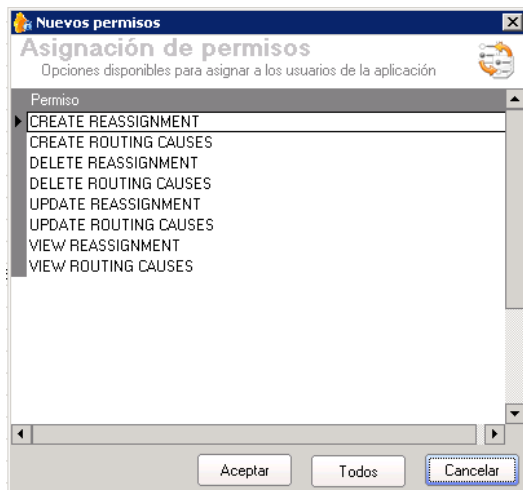 Nuevos permisos
Asignación de permisos
Opciones disponibles para asignar a los usuarios de la aplicación
Permiso
CREATE REASSIGNMENT
CREATE ROUTING CAUSES
DELETE REASSIGNMENT
DELETE ROUTING CAUSES
UPDATE REASSIGNMENT
UPDATE ROUTING CAUSES
VIEW REASSIGNMENT
VIEW ROUTING CAUSES
Aceptar Todos Cancelar